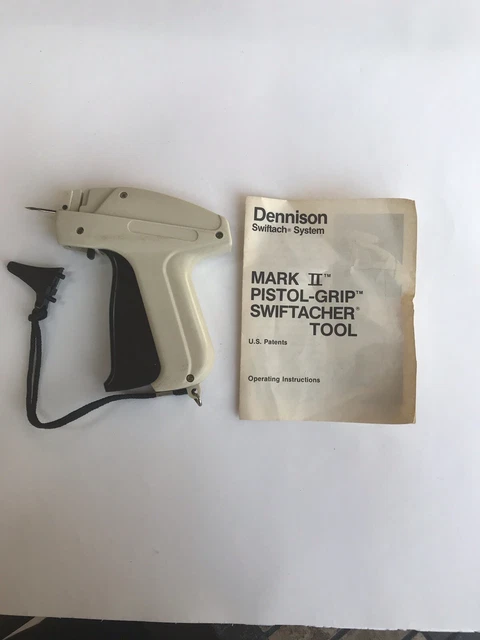 Dennison
Swiftach® System
MARK II™
PISTOL-GRIP™
SWIFTACHER®
TOOL
U.S. Patents
Operating Instructions